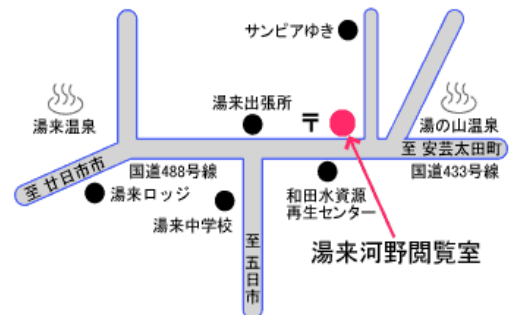 サンピアゆき
湯来出張所
〒
湯来温泉
湯の山温泉
至 安芸太田町
国道488号線
国道433号線
至 廿日市市
湯来ロッジ
和田水資源
再生センター
湯来中学校
至五日市
湯来河野閲覧室